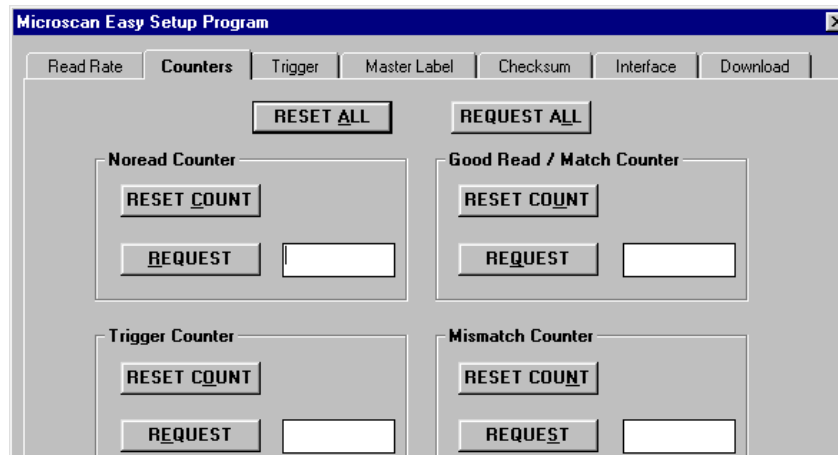 Microscan Easy Setup Program
Read Rate Counters Trigger Master Label Checksum Interface Download
RESET ALL REQUEST ALL
Noread Counter
RESET COUNT
REQUEST
Good Read / Match Counter
RESET COUNT
REQUEST
Trigger Counter
RESET COUNT
REQUEST
Mismatch Counter
RESET COUNT
REQUEST